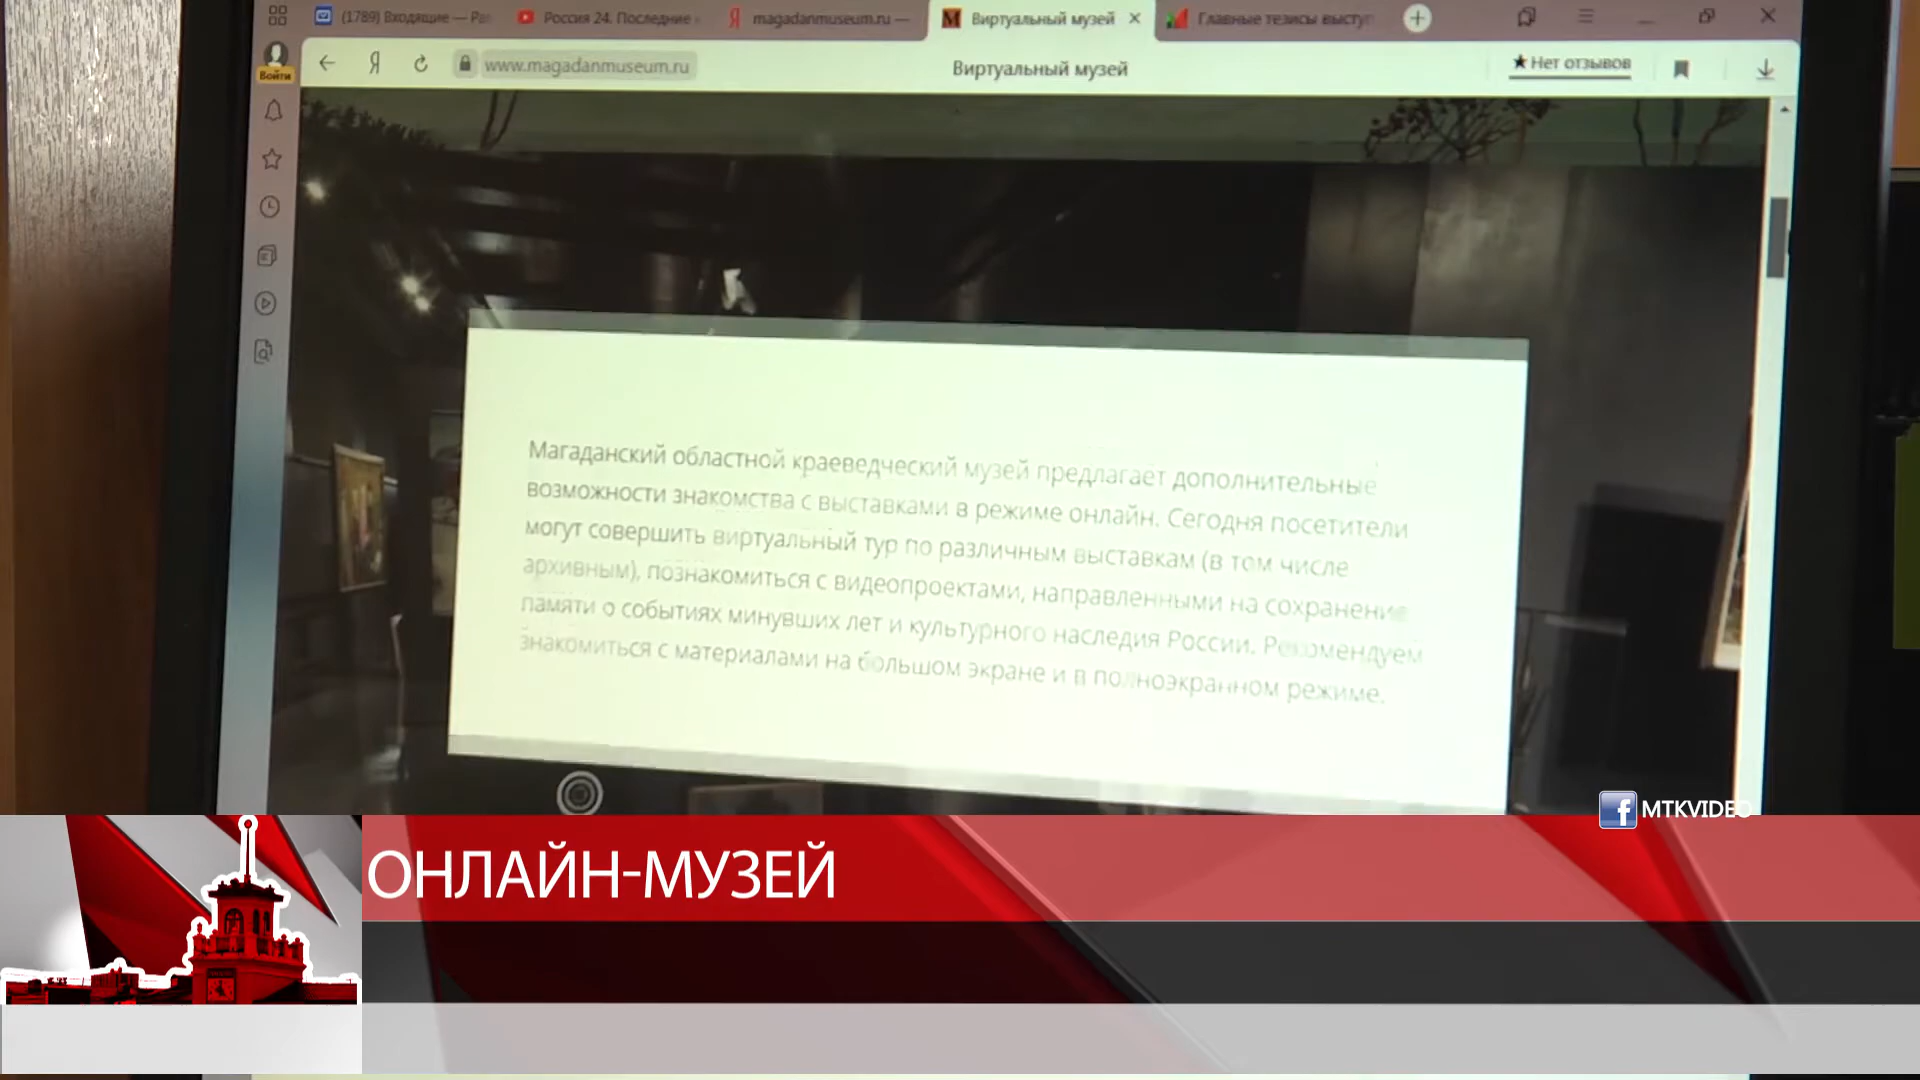 (1789) Входящие — Ра
Россия 24. Последние
magadanmuseum.ru —
Виртуальный музей
Главные тезисы высту
Войти
Я
www.magadanmuseum.ru
Виртуальный музей
★ Нет отзывов
Магаданский областной краеведческий музей предлагает дополнительные
возможности знакомства с выставками в режиме онлайн. Сегодня посетители
могут совершить виртуальный тур по различным выставкам (в том числе
архивным), познакомиться с видеопроектами, направленными на сохранение
памяти о событиях минувших лет и культурного наследия России. Рекомендуем
знакомиться с материалами на большом экране и в полноэкранном режиме.
f MTKVIDEO
ОНЛАЙН-МУЗЕЙ